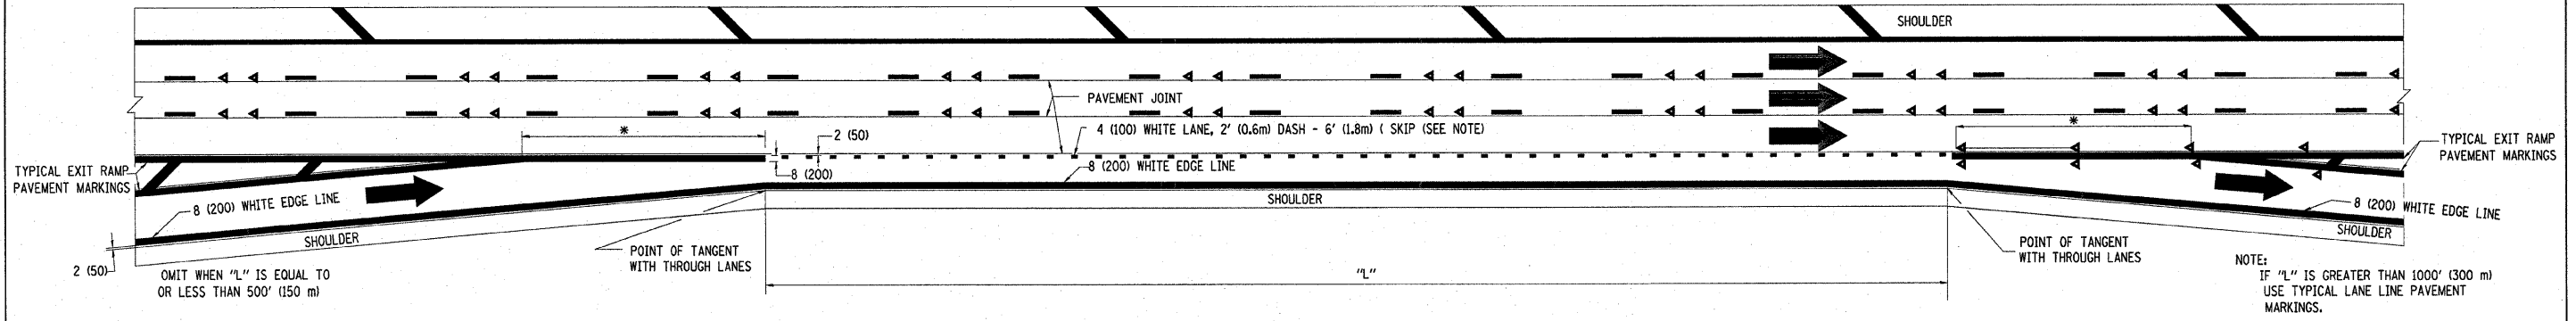 SHOULDER
PAVEMENT JOINT
*
2 (50)
4 (100) WHITE LANE, 2' (0.6m) DASH - 6' (1.8m) ( SKIP (SEE NOTE)
*
TYPICAL EXIT RAMP
PAVEMENT MARKINGS
TYPICAL EXIT RAMP
PAVEMENT MARKINGS
8 (200)
8 (200) WHITE EDGE LINE
8 (200) WHITE EDGE LINE
SHOULDER
8 (200) WHITE EDGE LINE
SHOULDER
SHOULDER
2 (50)
POINT OF TANGENT
WITH THROUGH LANES
POINT OF TANGENT
WITH THROUGH LANES
OMIT WHEN "L" IS EQUAL TO
OR LESS THAN 500' (150 m)
"L"
NOTE:
IF "L" IS GREATER THAN 1000' (300 m)
USE TYPICAL LANE LINE PAVEMENT
MARKINGS.